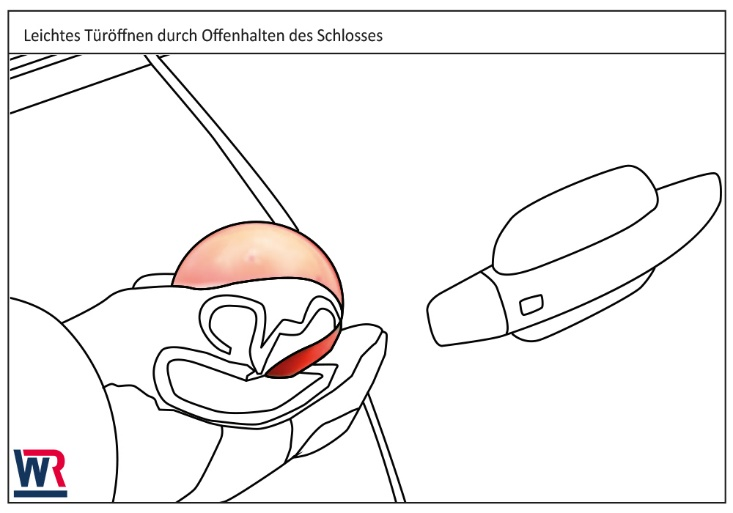 Leichtes Türöffnen durch Offenhalten des Schlosses
WR